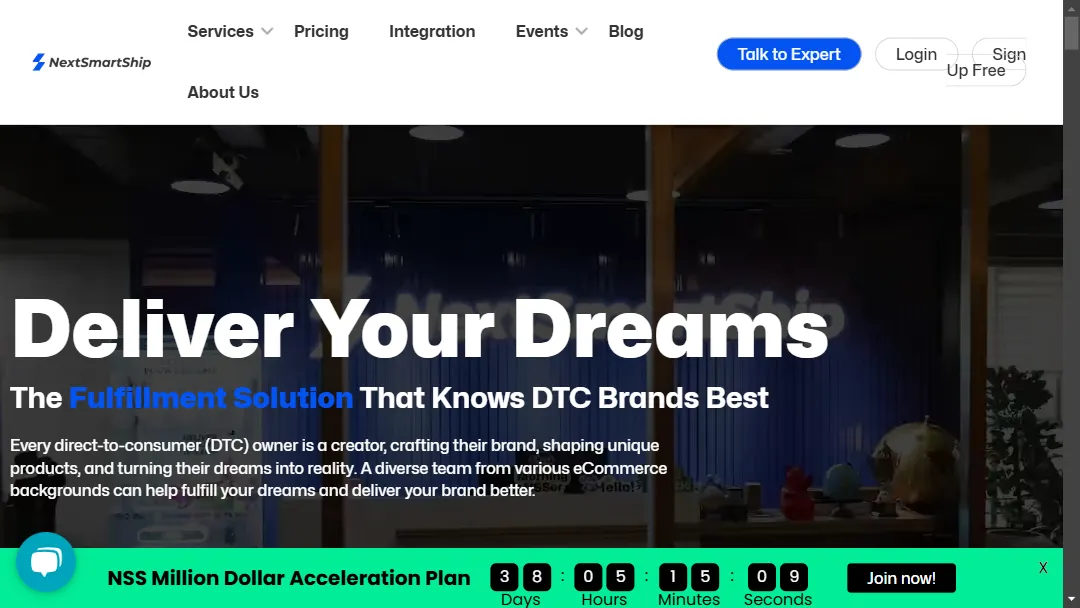 Services
Pricing
Integration
Events
Blog
About Us
NextSmartShip
Talk to Expert
Login
Sign
Up Free
NextSmartShip
Deliver Your Dreams
The Fulfillment Solution That Knows DTC Brands Best
Every direct-to-consumer (DTC) owner is a creator, crafting their brand, shaping unique
products, and turning their dreams into reality. A diverse team from various eCommerce
backgrounds can help fulfill your dreams and deliver your brand better.
NSS Million Dollar Acceleration Plan
3 8 : 0 5 : 1 5 : 0 9
Days Hours Minutes Seconds
Join now!
X